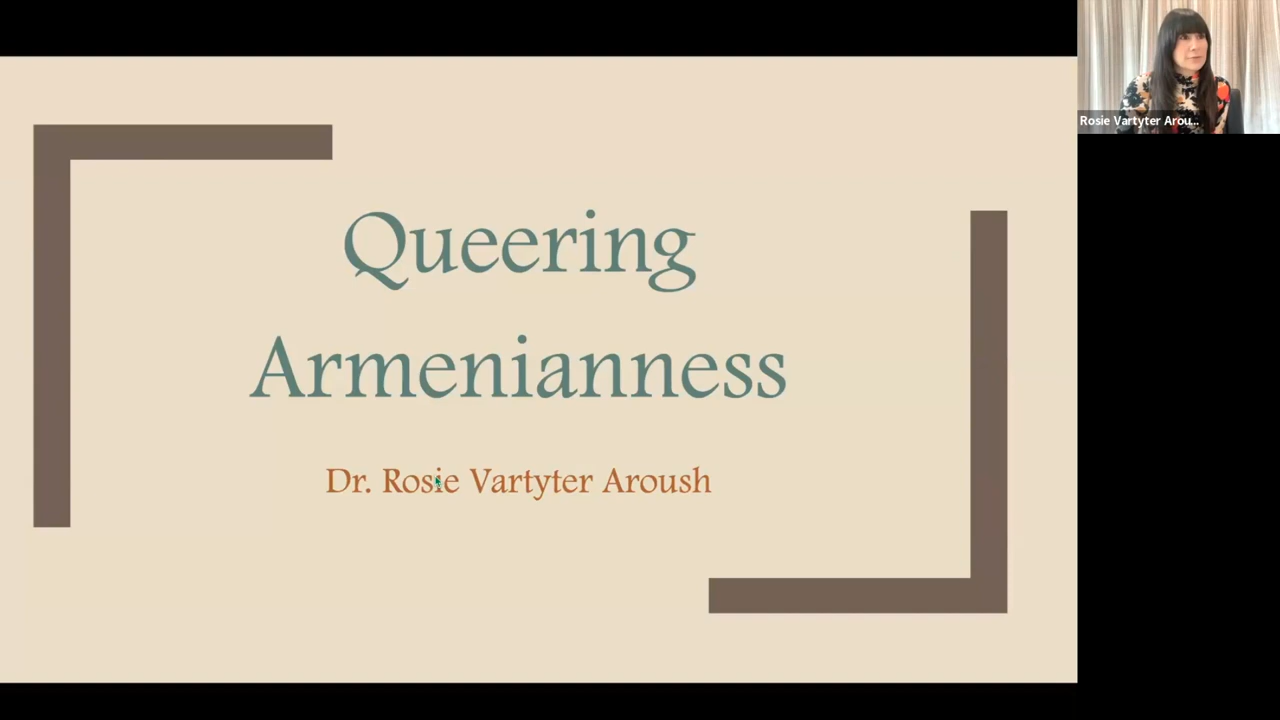 Queering
Armenianness
Dr. Rosie Vartyter Aroush
Rosie Vartyter Arou...